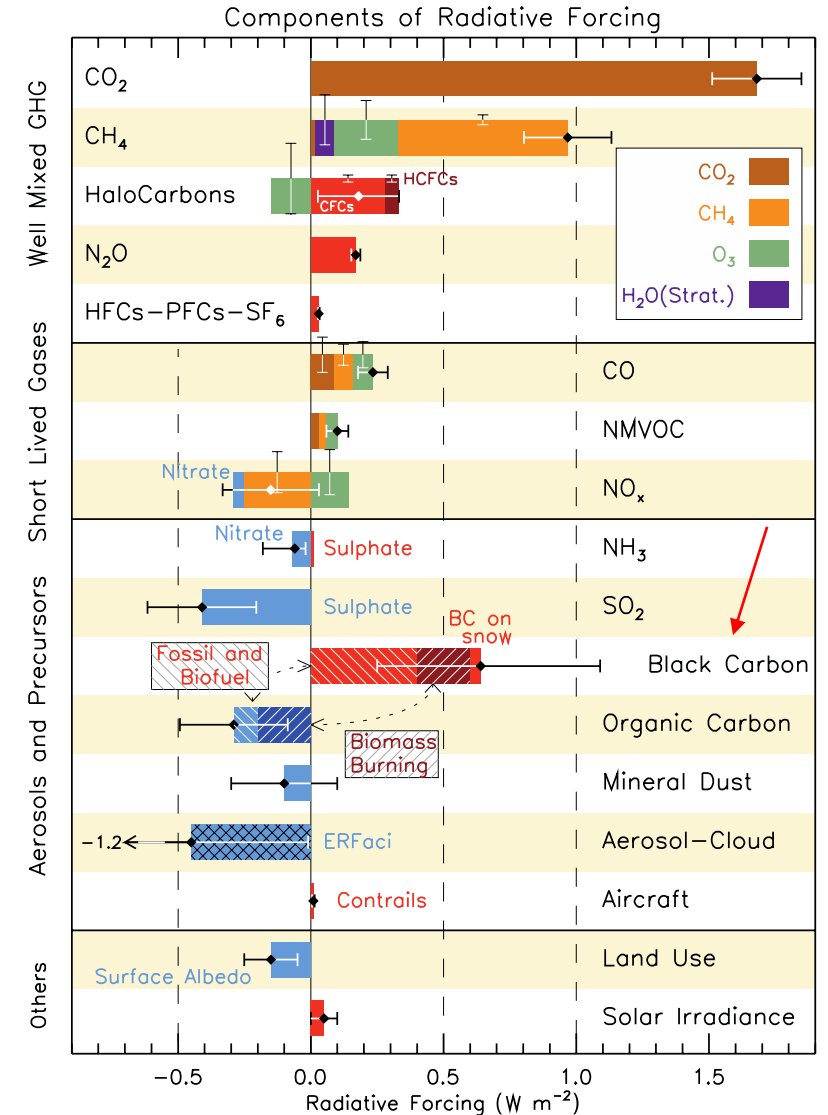 Components of Radiative Forcing
Well Mixed GHG
CO₂
CH₄
HaloCarbons
CFCs
HCFCs
N₂O
HFCs−PFCs−SF₆
CO₂
CH₄
O₃
H₂O(Strat.)
Short Lived Gases
CO
NMVOC
Nitrate
NOₓ
Aerosols and Precursors
Nitrate
Sulphate
NH₃
Sulphate
SO₂
BC on
snow
Fossil and
Biofuel
Black Carbon
Organic Carbon
Biomass
Burning
Mineral Dust
−1.2
ERFaci
Aerosol−Cloud
Contrails
Aircraft
Others
Surface Albedo
Land Use
Solar Irradiance
−0.5 0.0 0.5 1.0 1.5
Radiative Forcing (W m⁻²)